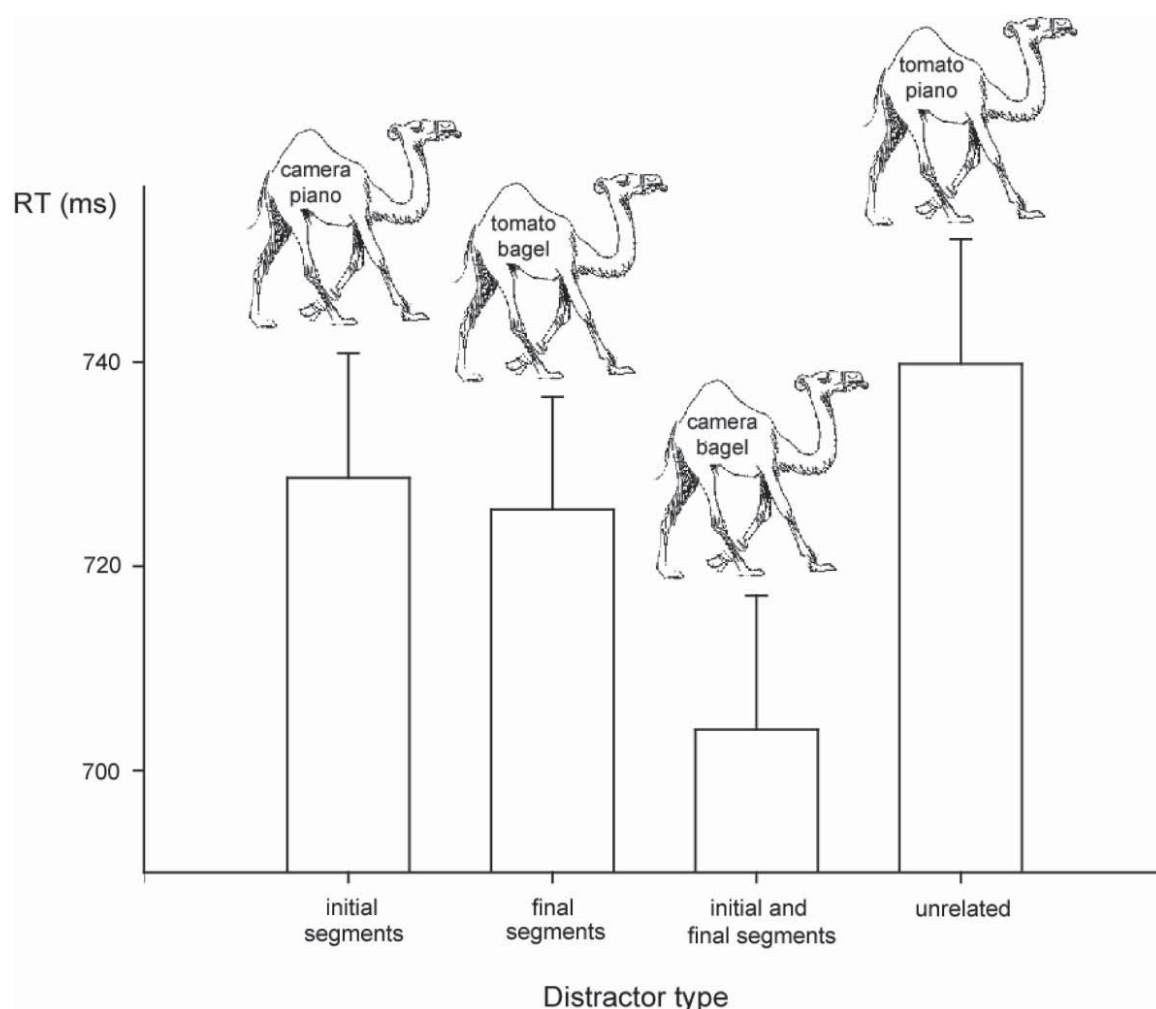 tomato
piano
camera
piano
RT (ms)
tomato
bagel
740
camera
bagel
720
700
initial
segments
final
segments
initial and
final segments
unrelated
Distractor type